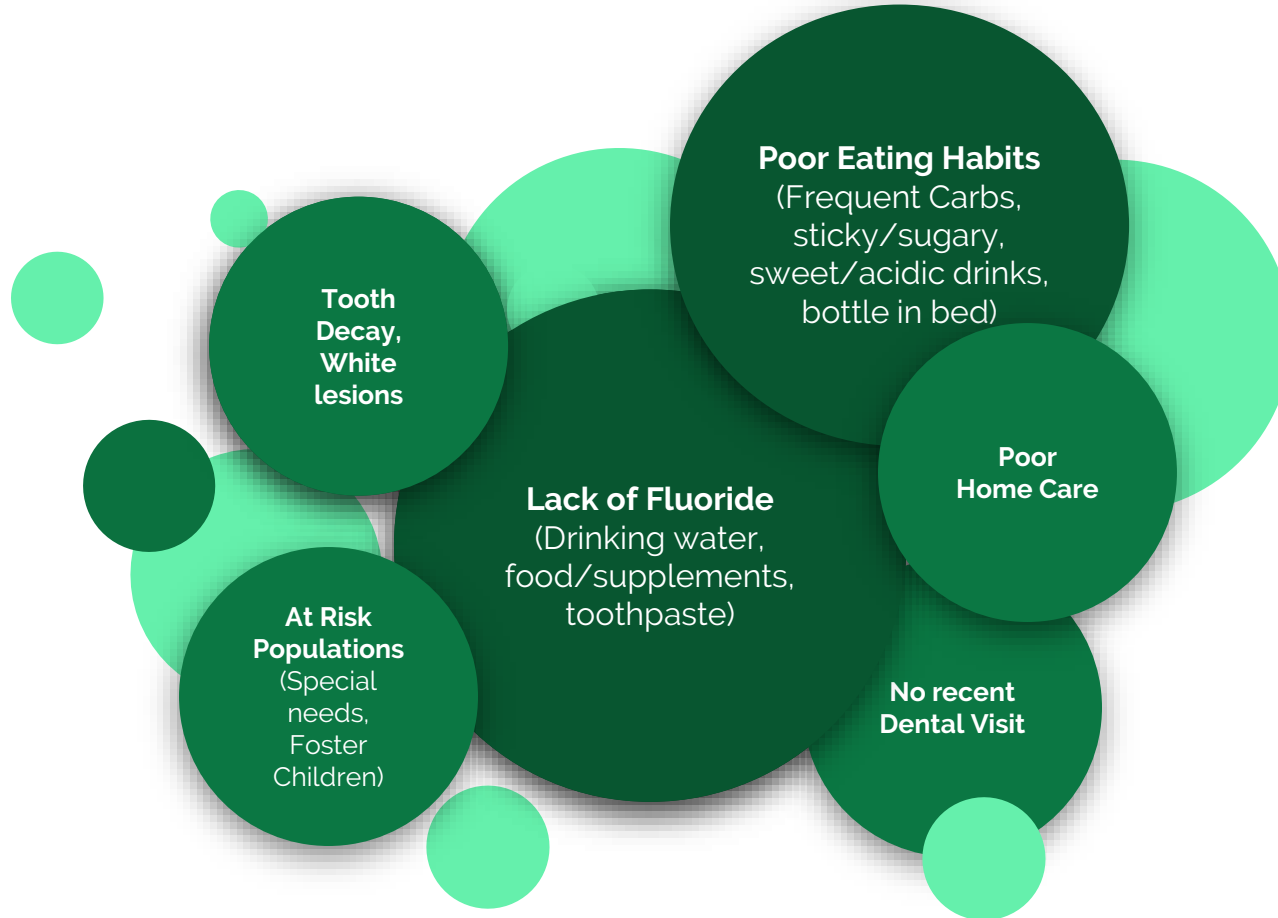 Poor Eating Habits
(Frequent Carbs,
sticky/sugary,
sweet/acidic drinks,
bottle in bed)
Tooth
Decay,
White
lesions
Poor
Home Care
Lack of Fluoride
(Drinking water,
food/supplements,
toothpaste)
At Risk
Populations
(Special
needs,
Foster
Children)
No recent
Dental Visit